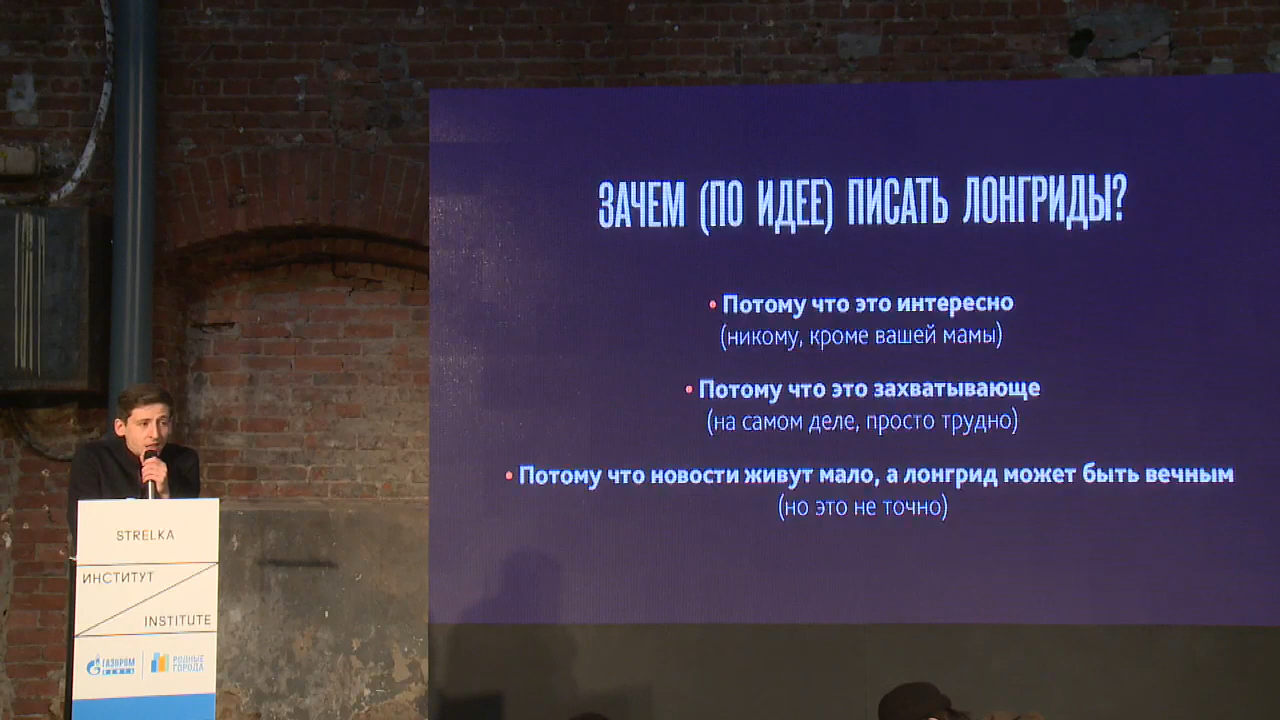 ЗАЧЕМ (ПО ИДЕЕ) ПИСАТЬ ЛОНГРИДЫ?
• Потому что это интересно
(никому, кроме вашей мамы)
• Потому что это захватывающе
(на самом деле, просто трудно)
• Потому что новости живут мало, а лонгрид может быть вечным
(но это не точно)
STRELKA
ИНСТИТУТ
INSTITUTE
ГАЗПРОМ
НЕФТЬ
РОДНЫЕ
ГОРОДА